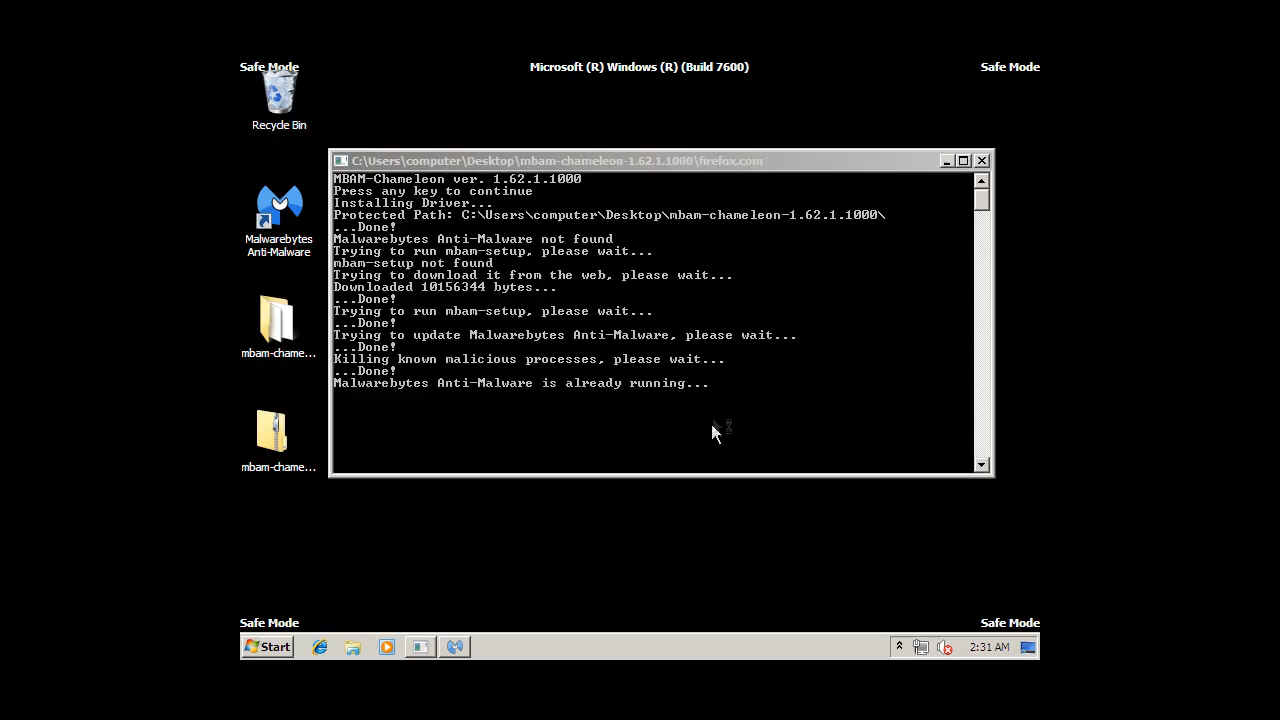 Safe Mode
Microsoft (R) Windows (R) (Build 7600)
Safe Mode
Recycle Bin
C:\Users\computer\Desktop\mbam-chameleon-1.62.1.1000\firefox.com
MBAM-Chameleon ver. 1.62.1.1000
Press any key to continue
Installing Driver...
Protected Path: C:\Users\computer\Desktop\mbam-chameleon-1.62.1.1000\
...Done!
Malwarebytes Anti-Malware not found
Trying to run mbam-setup, please wait...
mbam-setup not found
Trying to download it from the web, please wait...
Downloaded 10156344 bytes...
...Done!
Trying to run mbam-setup, please wait...
...Done!
Trying to update Malwarebytes Anti-Malware, please wait...
...Done!
Killing known malicious processes, please wait...
...Done!
Malwarebytes Anti-Malware is already running...
Malwarebytes
Anti-Malware
mbam-chame...
mbam-chame...
Safe Mode
Safe Mode
Start
2:31 AM